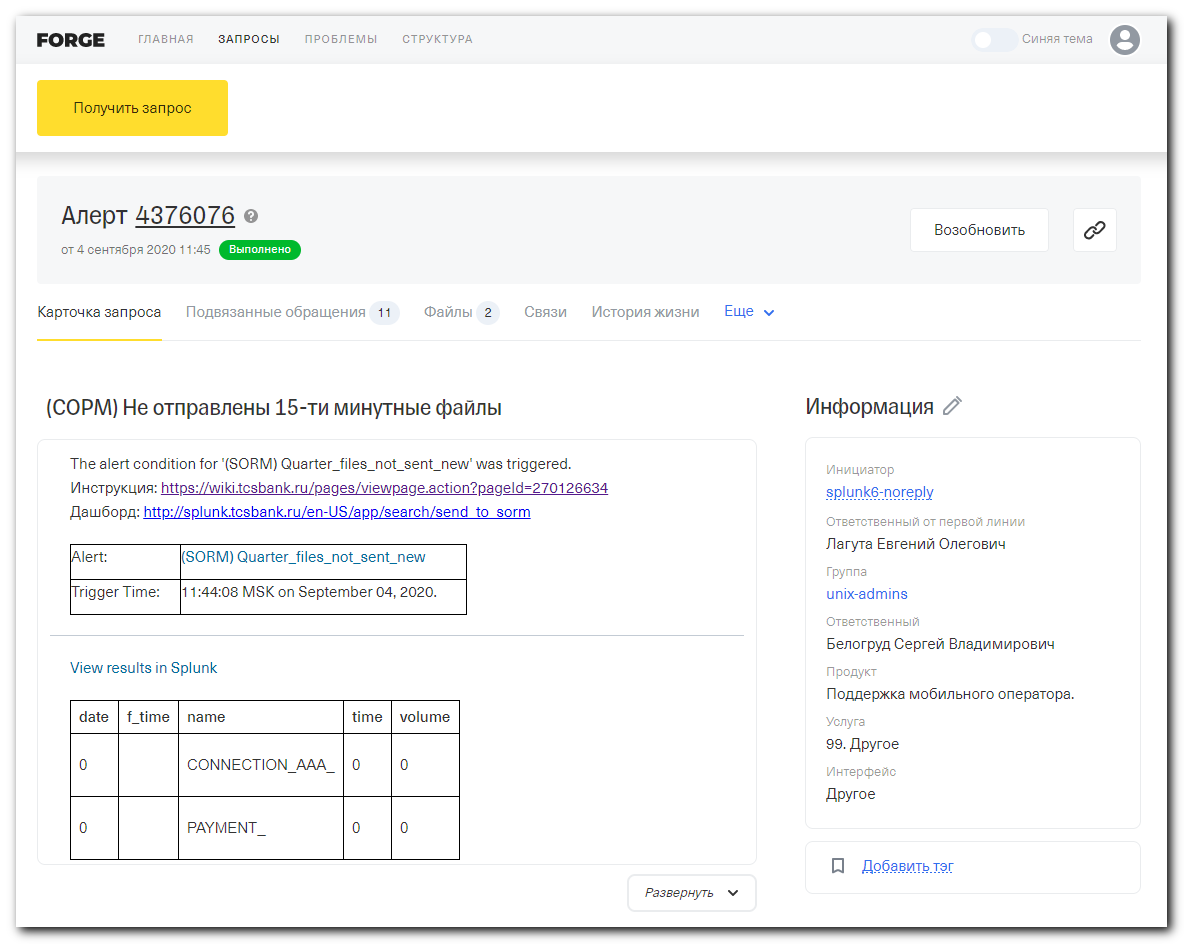 FORGE ГЛАВНАЯ ЗАПРОСЫ ПРОБЛЕМЫ СТРУКТУРА Синяя тема
Получить запрос
Алерт 4376076 ?
от 4 сентября 2020 11:45 Выполнено
Возобновить
Карточка запроса Подвязанные обращения 11 Файлы 2 Связи История жизни Еще
(СОРМ) Не отправлены 15-ти минутные файлы
The alert condition for '(SORM) Quarter_files_not_sent_new' was triggered.
Инструкция: https://wiki.tcsbank.ru/pages/viewpage.action?pageId=270126634
Дашборд: http://splunk.tcsbank.ru/en-US/app/search/send_to_sorm
Alert: (SORM) Quarter_files_not_sent_new
Trigger Time: 11:44:08 MSK on September 04, 2020.
View results in Splunk
date f_time name time volume
0 CONNECTION_AAA_ 0 0
0 PAYMENT_ 0 0
Развернуть
Информация
Инициатор
splunk6-noreply
Ответственный от первой линии
Лагута Евгений Олегович
Группа
unix-admins
Ответственный
Белогруд Сергей Владимирович
Продукт
Поддержка мобильного оператора.
Услуга
99. Другое
Интерфейс
Другое
Добавить тэг